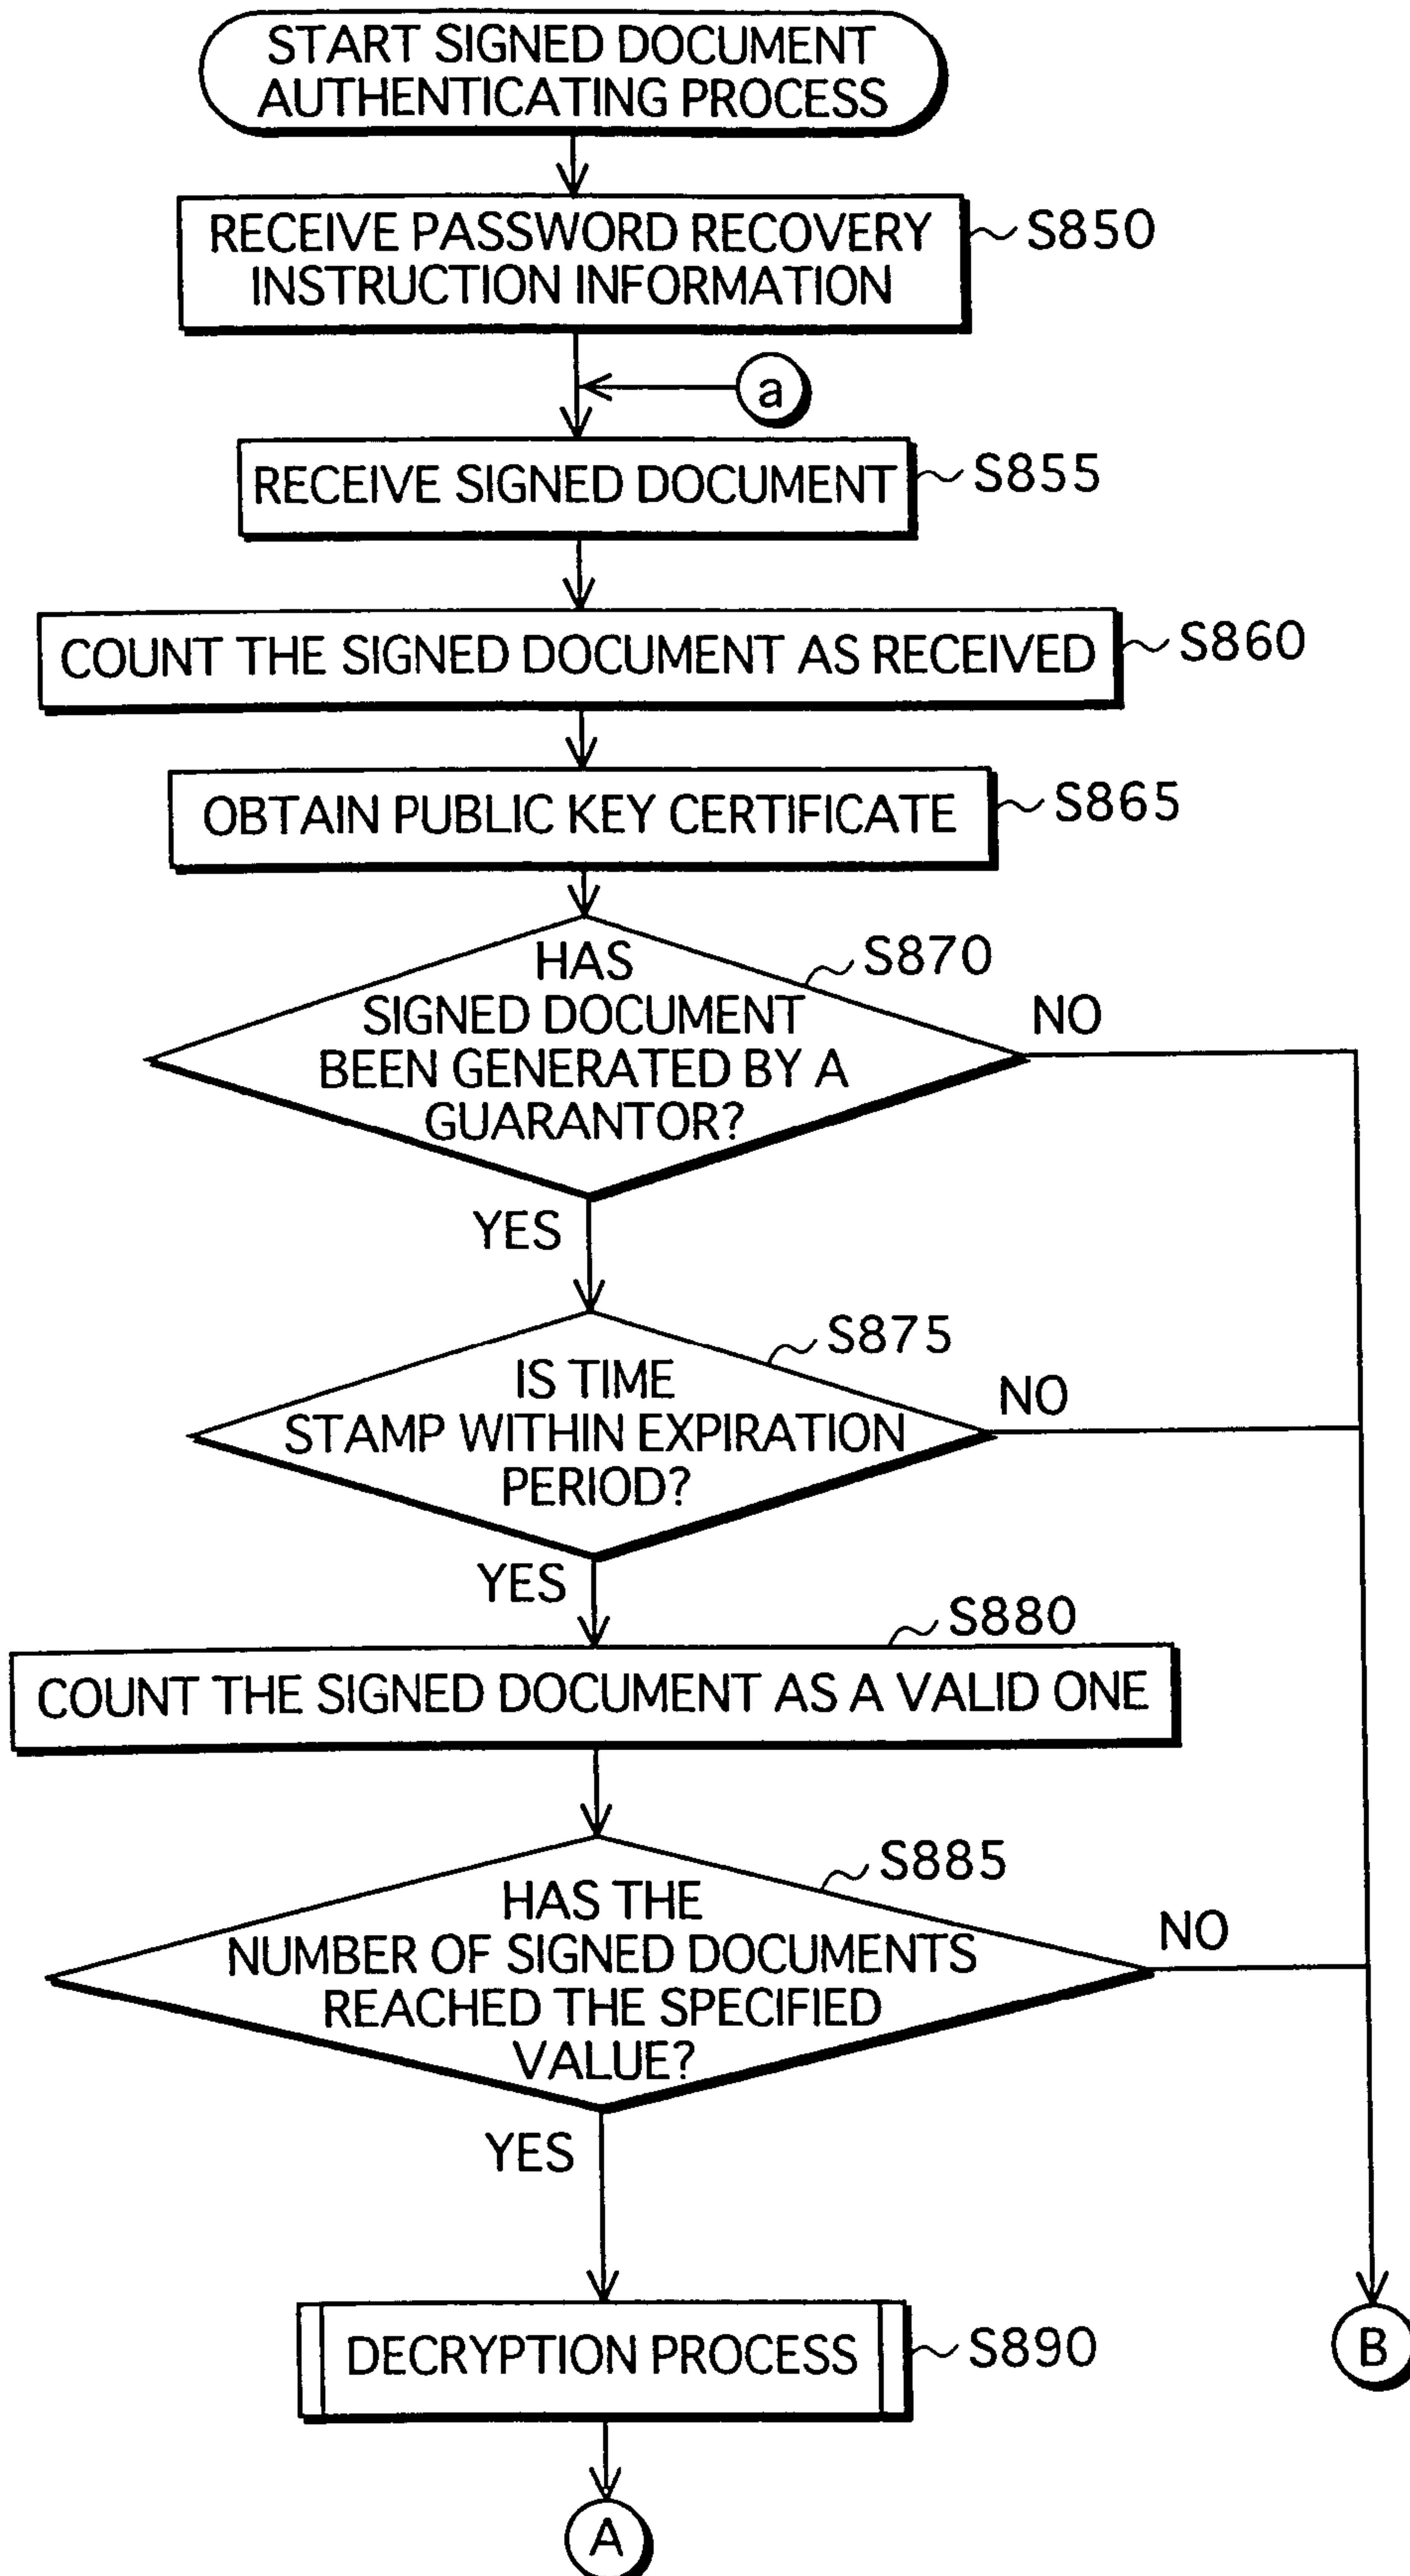 START SIGNED DOCUMENT
AUTHENTICATING PROCESS
RECEIVE PASSWORD RECOVERY
INSTRUCTION INFORMATION
S850
a
RECEIVE SIGNED DOCUMENT
S855
COUNT THE SIGNED DOCUMENT AS RECEIVED
S860
OBTAIN PUBLIC KEY CERTIFICATE
S865
HAS
SIGNED DOCUMENT
BEEN GENERATED BY A
GUARANTOR?
S870
NO
YES
IS TIME
STAMP WITHIN EXPIRATION
PERIOD?
S875
NO
YES
COUNT THE SIGNED DOCUMENT AS A VALID ONE
S880
HAS THE
NUMBER OF SIGNED DOCUMENTS
REACHED THE SPECIFIED
VALUE?
S885
NO
YES
DECRYPTION PROCESS
S890
B
A